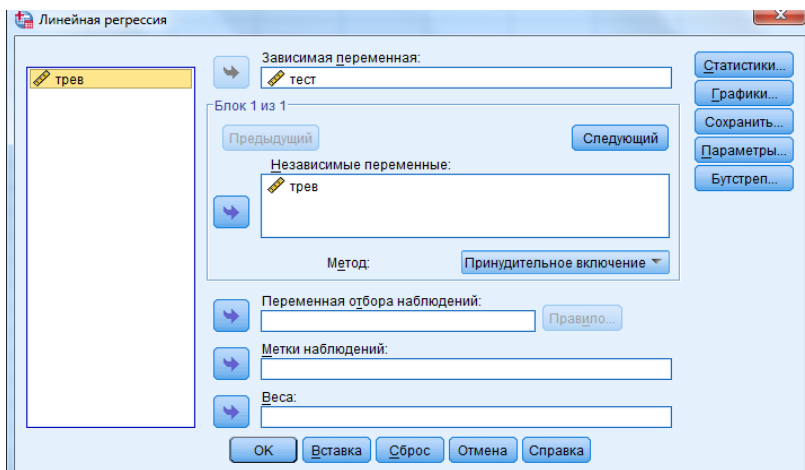 Линейная регрессия
трев
Зависимая переменная:
тест
Блок 1 из 1
Предыдущий
Следующий
Независимые переменные:
трев
Метод:
Принудительное включение
Переменная отбора наблюдений:
Правило...
Метки наблюдений:
Веса:
Статистики...
Графики...
Сохранить...
Параметры...
Бутстреп...
OK
Вставка
Сброс
Отмена
Справка